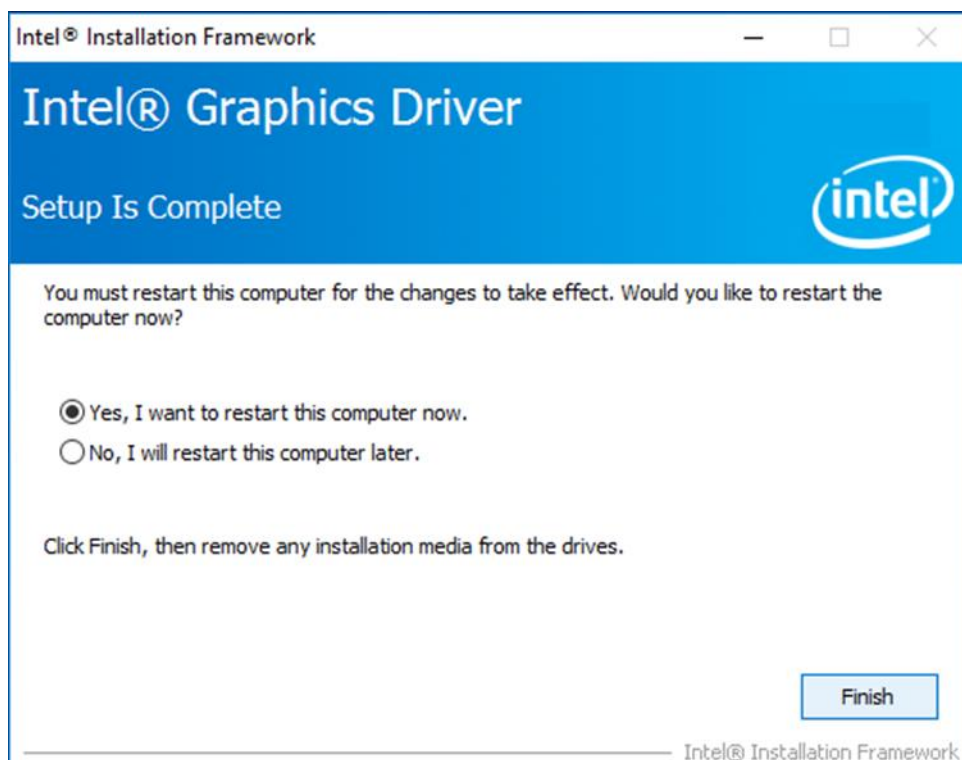 Intel® Installation Framework
Intel® Graphics Driver
Setup Is Complete
intel®
You must restart this computer for the changes to take effect. Would you like to restart the
computer now?
Yes, I want to restart this computer now.
No, I will restart this computer later.
Click Finish, then remove any installation media from the drives.
Finish
Intel® Installation Framework